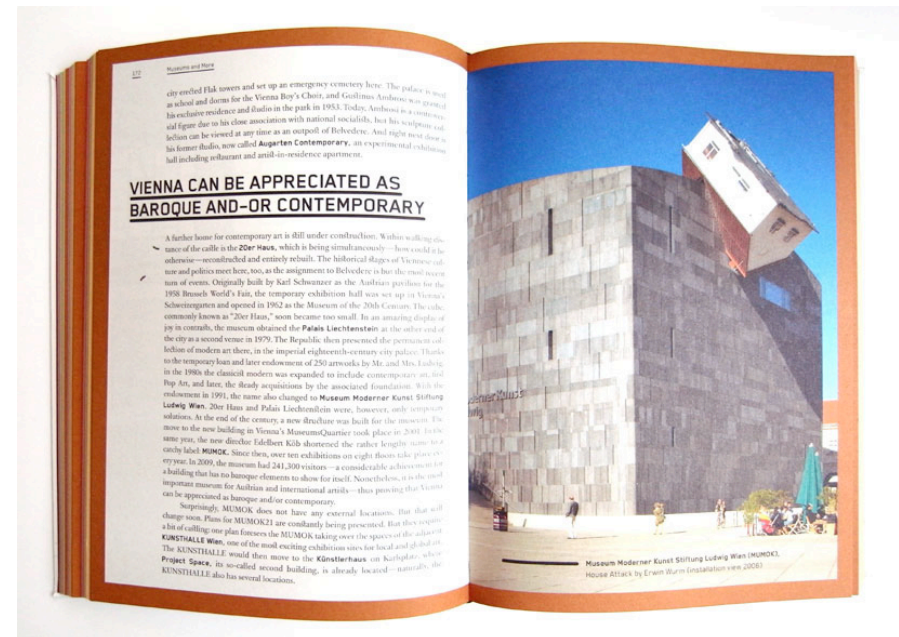 177
Museums and More
city erected Flak towers and set up an emergency cemetery here. The palace is used
as school and dorms for the Vienna Boy's Choir, and Gustinus Ambrosi was granted
his exclusive residence and studio in the park in 1953. Today, Ambrosi is a controver-
sial figure due to his close association with national socialists, but his sculpture col-
lection can be viewed at any time as an outpost of Belvedere. And right next door is
his former studio, now called Augarten Contemporary, an experimental exhibition
hall including restaurant and artist-in-residence apartment.
VIENNA CAN BE APPRECIATED AS
BAROQUE AND-OR CONTEMPORARY
A further home for contemporary art is still under construction. Within walking dis-
tance of the castle is the 20er Haus, which is being simultaneously—how could it be
otherwise—reconstructed and entirely rebuilt. The historical stages of Viennese cul-
ture and politics meet here, too, as the assignment to Belvedere is but the most recent
turn of events. Originally built by Karl Schwanzer as the Austrian pavilion for the
1958 Brussels World's Fair, the temporary exhibition hall was set up in Vienna's
Schweitergarten and opened in 1962 as the Museum of the 20th Century. The cube,
commonly known as "20er Haus," soon became too small. In an amazing display of
joy in contrasts, the museum obtained the Palais Liechtenstein at the other end of
the city as a second venue in 1979. The Republic then presented the permanent col-
lection of modern art there, in the imperial eighteenth-century city palace. Thanks
to the temporary loan and later endowment of 250 artworks by Mr. and Mrs. Ludwig
in the 1980s the classical modern was expanded to include contemporary art, first
Pop Art, and later, the steady acquisitions by the associated foundation. With the
endowment in 1991, the name also changed to Museum Moderner Kunst Stiftung
Ludwig Wien. 20er Haus and Palais Liechtenstein were, however, only temporary
solutions. At the end of the century, a new structure was built for the museum. The
move to the new building in Vienna's MuseumsQuartier took place in 2001. In the
same year, the new director Edelbert Köb shortened the rather lengthy name to a
catchy label: MUMOK. Since then, over ten exhibitions on eight floors take place ev-
ery year. In 2009, the museum had 241,300 visitors—a considerable achievement for
a building that has no baroque elements to show for itself. Nonetheless, it is the most
important museum for Austrian and international artists—thus proving that Vienna
can be appreciated as baroque and/or contemporary.
Surprisingly, MUMOK does not have any external locations. But that will
change soon. Plans for MUMOK21 are constantly being presented. But they require
a bit of castling: one plan foresees the MUMOK taking over the spaces of the adjacent
KUNSTHALLE Wien, one of the most exciting exhibition sites for local and global art.
The KUNSTHALLE would then move to the Künstlerhaus on Karlsplatz, where
Project Space, its so-called second building, is already located—naturally, the
KUNSTHALLE also has several locations.
oderner Kunst
wig
Museum Moderner Kunst Stiftung Ludwig Wien (MUMOK),
House Attack by Erwin Wurm (installation view 2006)